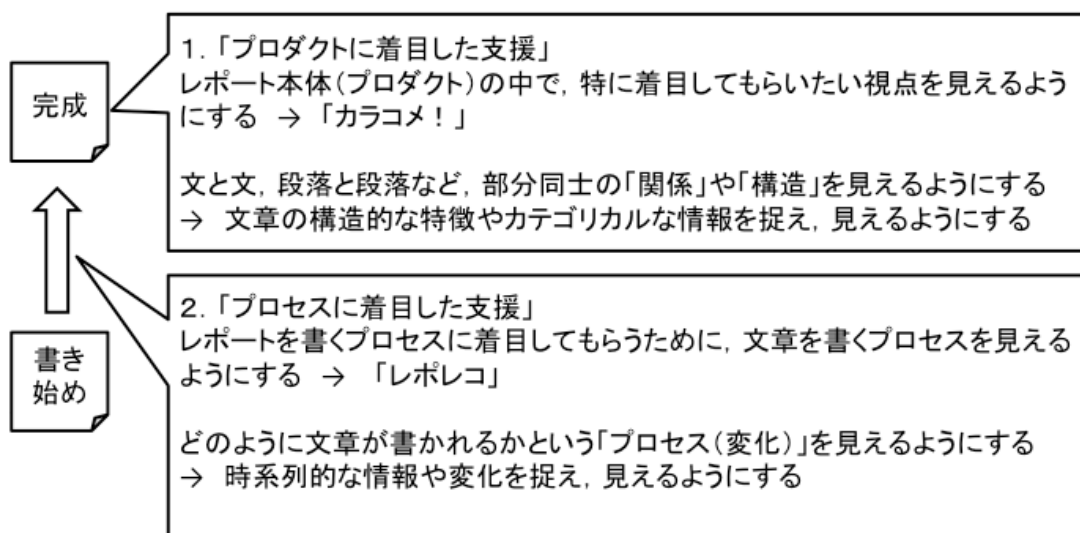 完成
1．「プロダクトに着目した支援」
レポート本体（プロダクト）の中で，特に着目してもらいたい視点を見えるよう
にする → 「カラコメ！」
文と文，段落と段落など，部分同士の「関係」や「構造」を見えるようにする
→ 文章の構造的な特徴やカテゴリカルな情報を捉え，見えるようにする
書き
始め
2．「プロセスに着目した支援」
レポートを書くプロセスに着目してもらうために，文章を書くプロセスを見える
ようにする → 「レポレコ」
どのように文章が書かれるかという「プロセス（変化）」を見えるようにする
→ 時系列的な情報や変化を捉え，見えるようにする